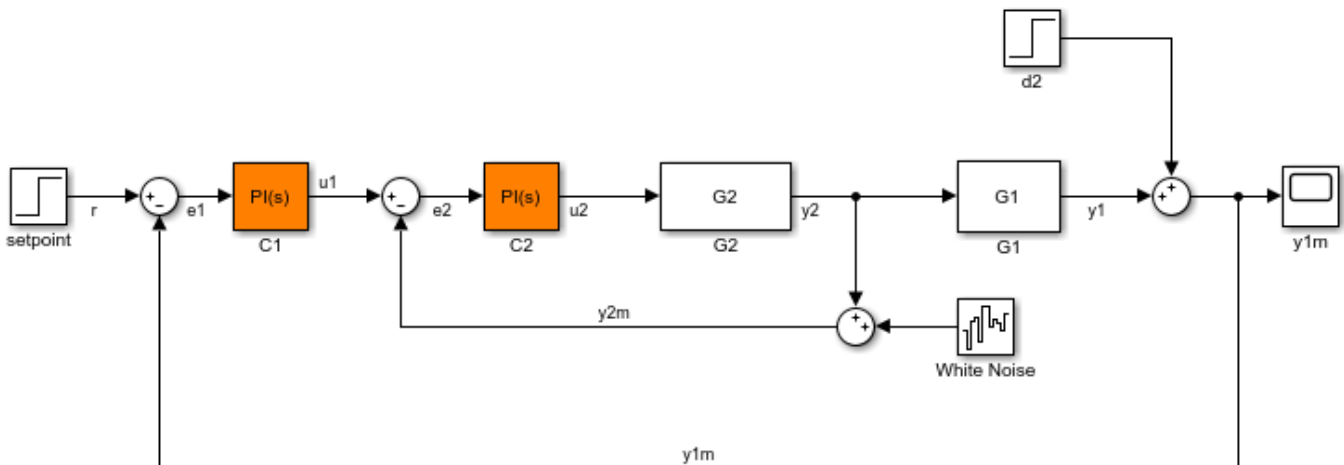 d2
setpoint
r
e1
PI(s)
C1
u1
e2
PI(s)
C2
u2
G2
G2
y2
G1
G1
y1
y1m
y2m
White Noise
y1m